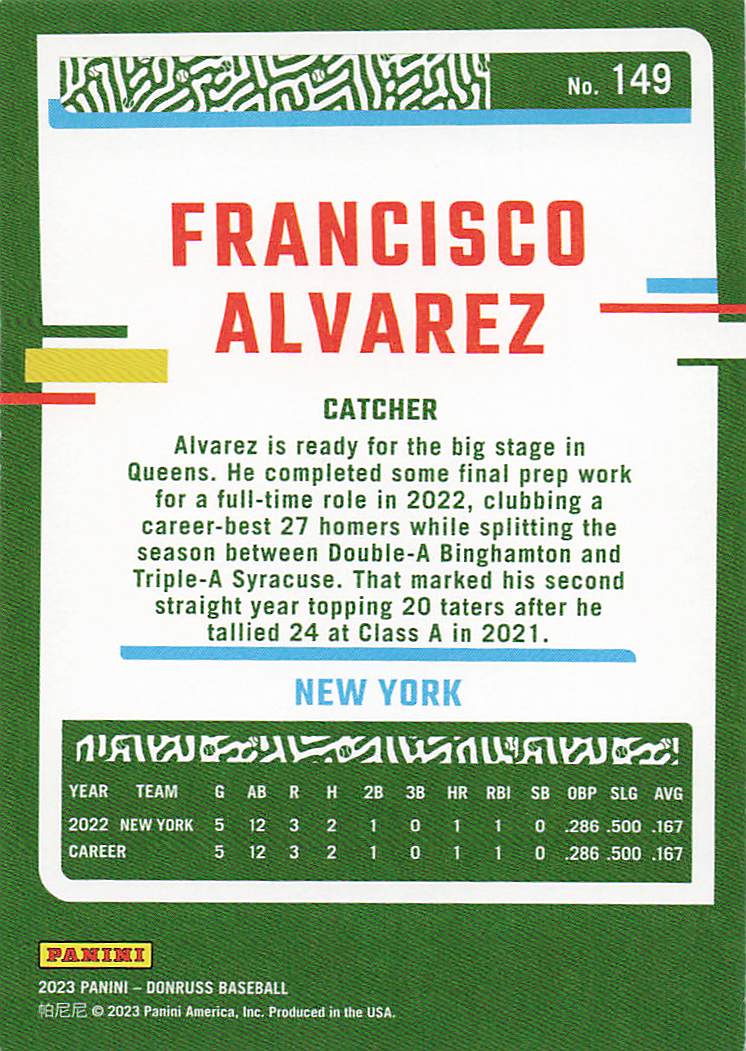 No. 149
FRANCISCO
ALVAREZ
CATCHER
Alvarez is ready for the big stage in
Queens. He completed some final prep work
for a full-time role in 2022, clubbing a
career-best 27 homers while splitting the
season between Double-A Binghamton and
Triple-A Syracuse. That marked his second
straight year topping 20 taters after he
tallied 24 at Class A in 2021.
NEW YORK
YEAR TEAM G AB R H 2B 3B HR RBI SB OBP SLG AVG
2022 NEW YORK 5 12 3 2 1 0 1 1 0 .286 .500 .167
CAREER 5 12 3 2 1 0 1 1 0 .286 .500 .167
PANINI
2023 PANINI – DONRUSS BASEBALL
帕尼尼 © 2023 Panini America, Inc. Produced in the USA.